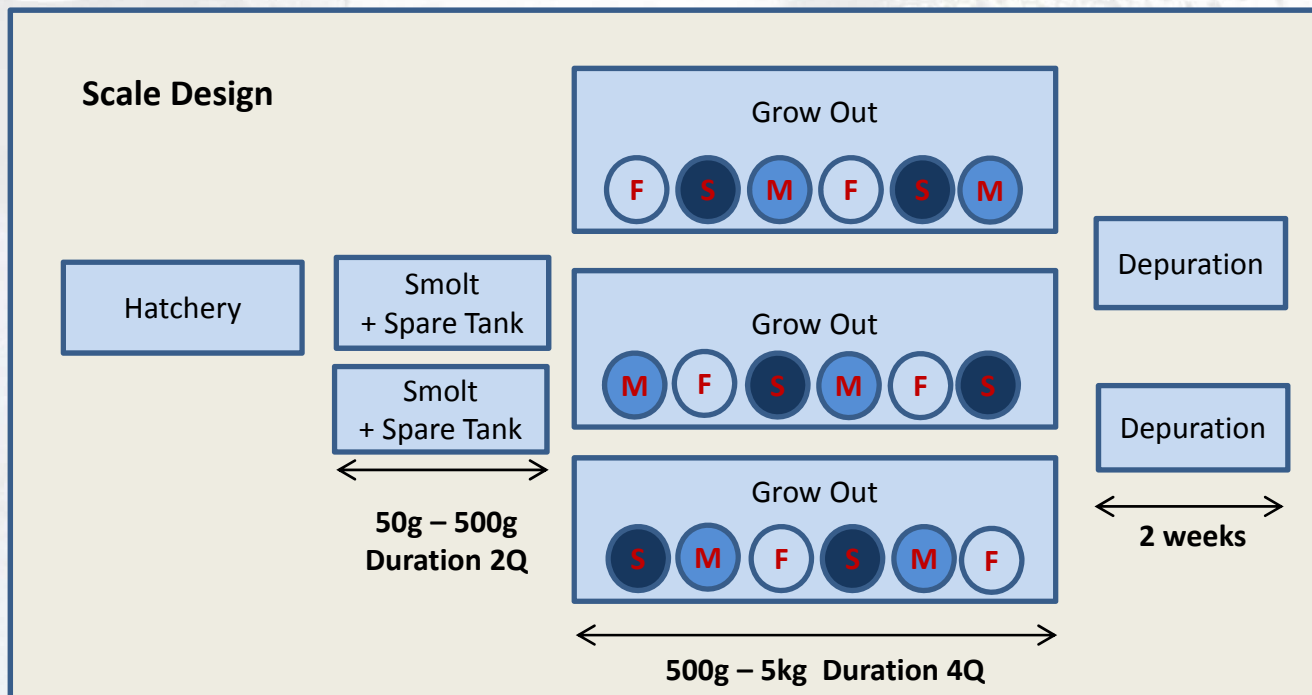 Scale Design
Grow Out
F S M F S M
Hatchery
Smolt
+ Spare Tank
Smolt
+ Spare Tank
50g – 500g
Duration 2Q
Grow Out
M F S M F S
Grow Out
S M F S M F
500g – 5kg Duration 4Q
Depuration
Depuration
2 weeks